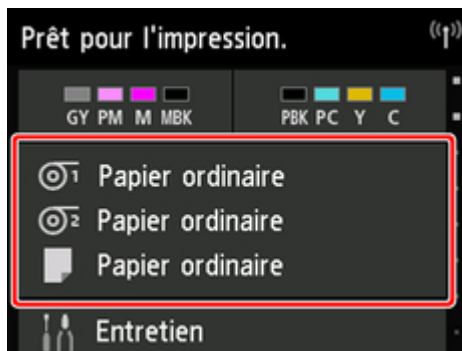 Prêt pour l'impression.
GY PM M MBK PBK PC Y C
1 Papier ordinaire
2 Papier ordinaire
Papier ordinaire
Entretien